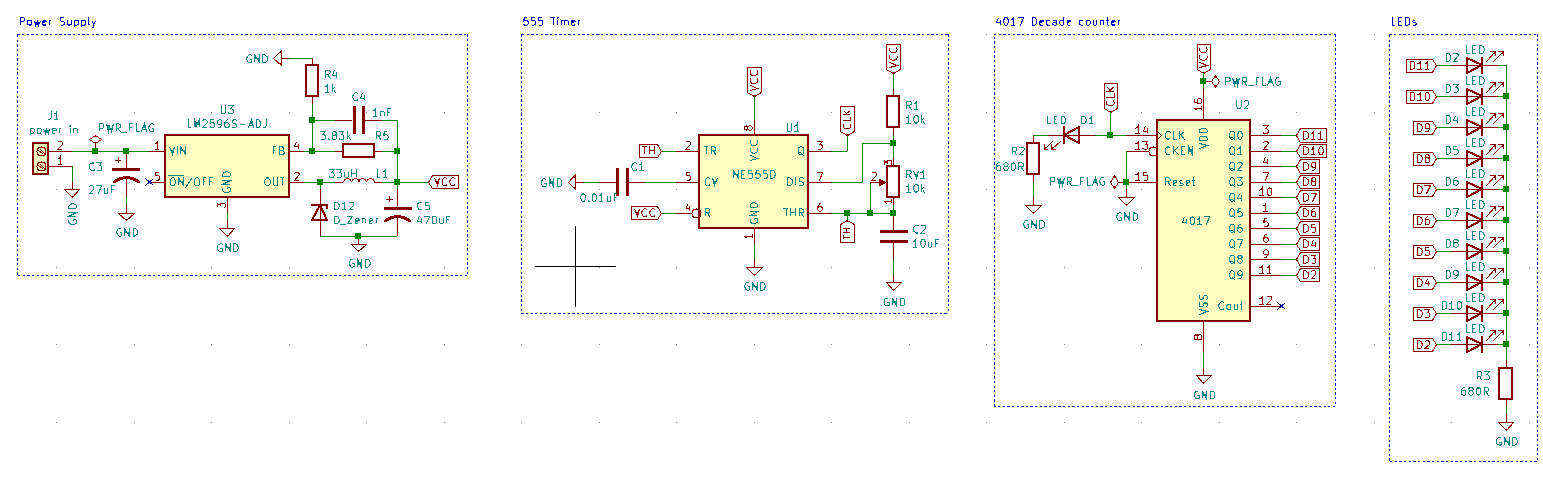 Power Supply
GND
R4
1k
C4
1nF
U3
LM2596S-ADJ
J1
power in
2
1
PWR_FLAG
C3
27uF
GND
GND
1
VIN
5
ON/OFF
GND
3
GND
FB
4
OUT
2
3.83k
R5
33uH
L1
D12
D_Zener
C5
470uF
VCC
GND
555 Timer
VCC
8
U1
VCC
NE555D
GND
1
GND
TH
2
TR
GND
C1
0.01uF
5
CV
VCC
4
R
Q
3
CLK
DIS
7
THR
6
TH
VCC
R1
10k
3
2
1
RV1
10k
C2
10uF
GND
4017 Decade counter
VCC
PWR_FLAG
16
U2
CLK
LED
D1
R2
680R
GND
14
CLK
13
CKEN
PWR_FLAG
15
Reset
GND
VDD
4017
VSS
8
GND
Q0
3
D11
Q1
2
D10
Q2
4
D9
Q3
7
D8
Q4
10
D7
Q5
1
D6
Q6
5
D5
Q7
6
D4
Q8
9
D3
Q9
11
D2
Cout
12
LEDs
D11
D2
LED
D10
D3
LED
D9
D4
LED
D8
D5
LED
D7
D6
LED
D6
D7
LED
D5
D8
LED
D4
D9
LED
D3
D10
LED
D2
D11
LED
R3
680R
GND